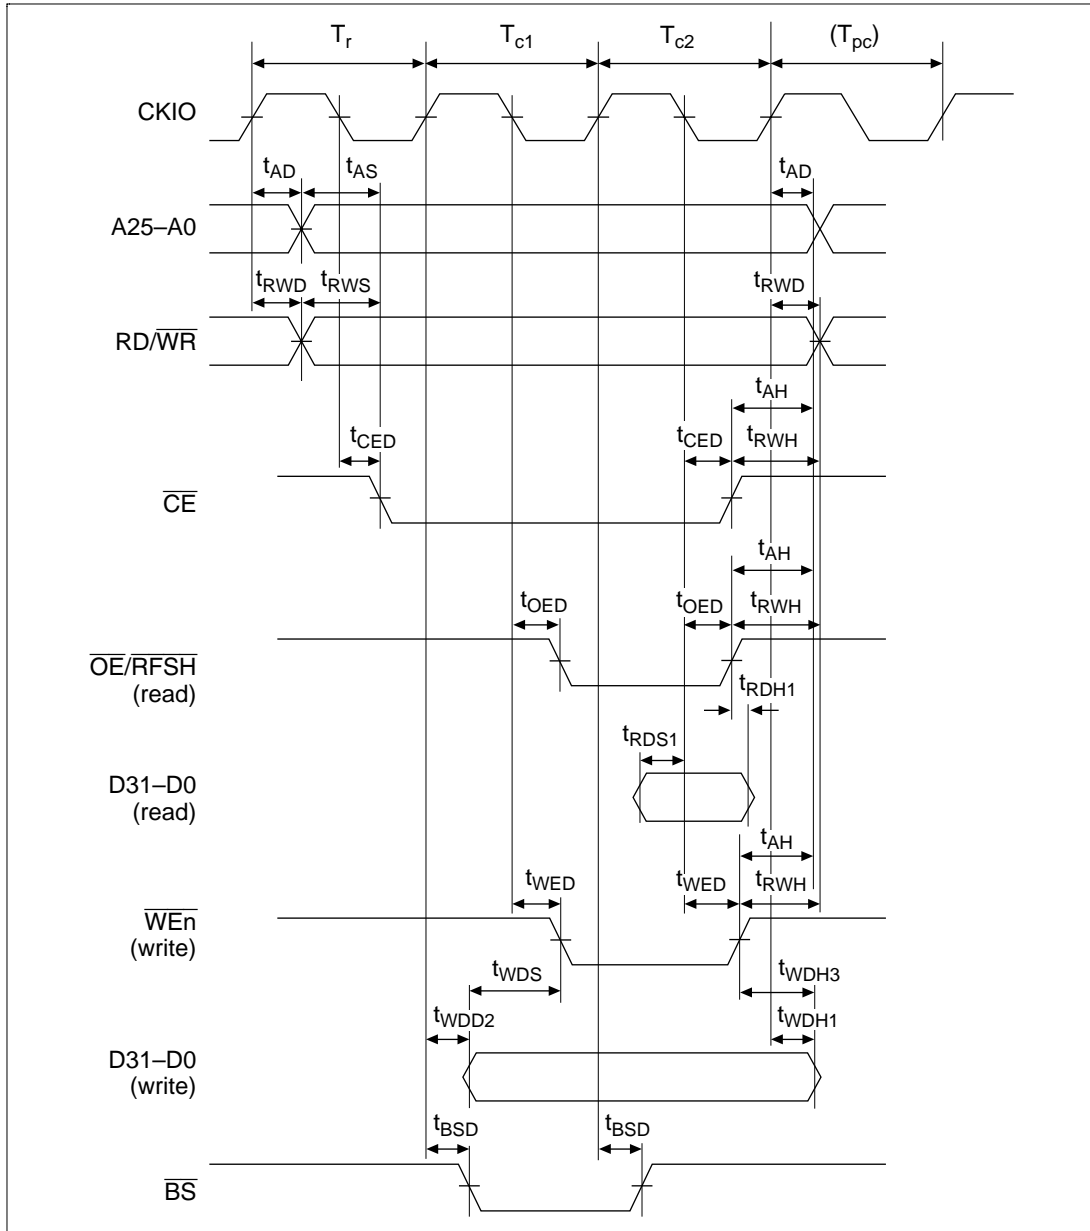 Tr Tc1 Tc2 (Tpc)
CKIO
tAD tAS tAD
A25–A0
tRWD tRWS tRWD
RD/WR
tAH
tCED tCED tRWH
CE
tAH
tOED tOED tRWH
OE/RFSH
(read)
tRDH1
tRDS1
D31–D0
(read)
tAH
tWED tWED tRWH
WEn
(write)
tWDS tWDH3
tWDD2 tWDH1
D31–D0
(write)
tBSD tBSD
BS